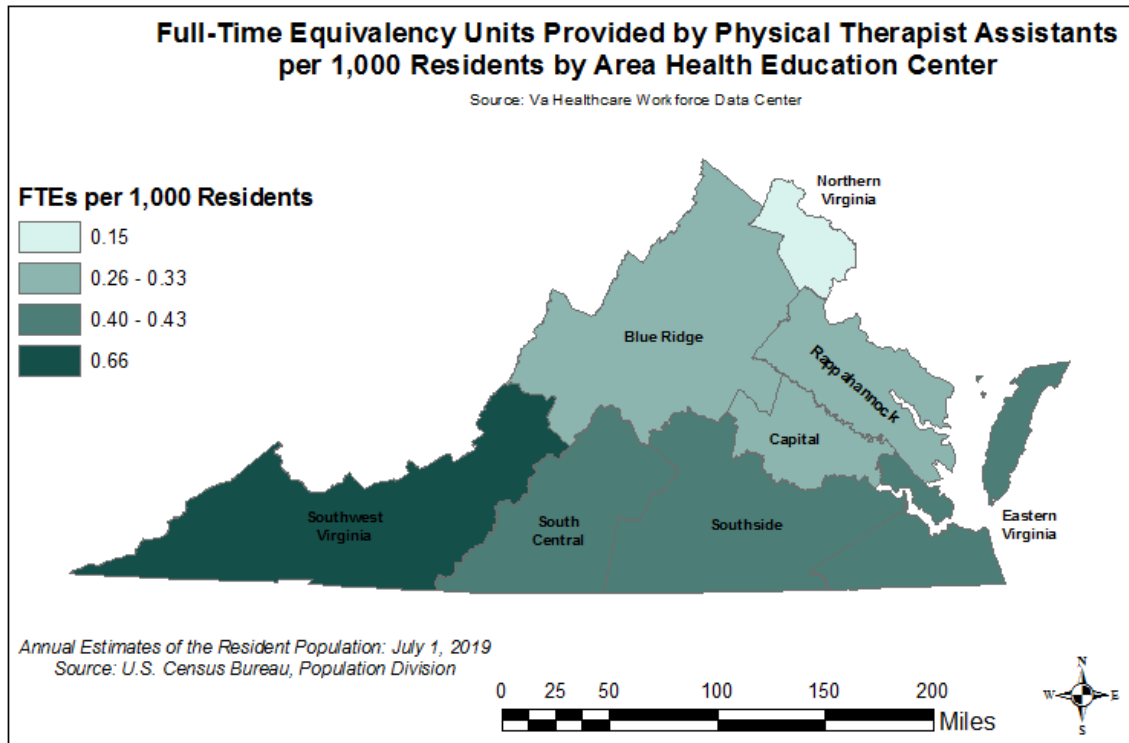 Full-Time Equivalency Units Provided by Physical Therapist Assistants
per 1,000 Residents by Area Health Education Center
Source: Va Healthcare Workforce Data Center
FTEs per 1,000 Residents
0.15
0.26 - 0.33
0.40 - 0.43
0.66
Northern
Virginia
Blue Ridge
Rappahannock
Capital
Southwest
Virginia
South
Central
Southside
Eastern
Virginia
Annual Estimates of the Resident Population: July 1, 2019
Source: U.S. Census Bureau, Population Division
0 25 50 100 150 200
Miles
N
W E
S